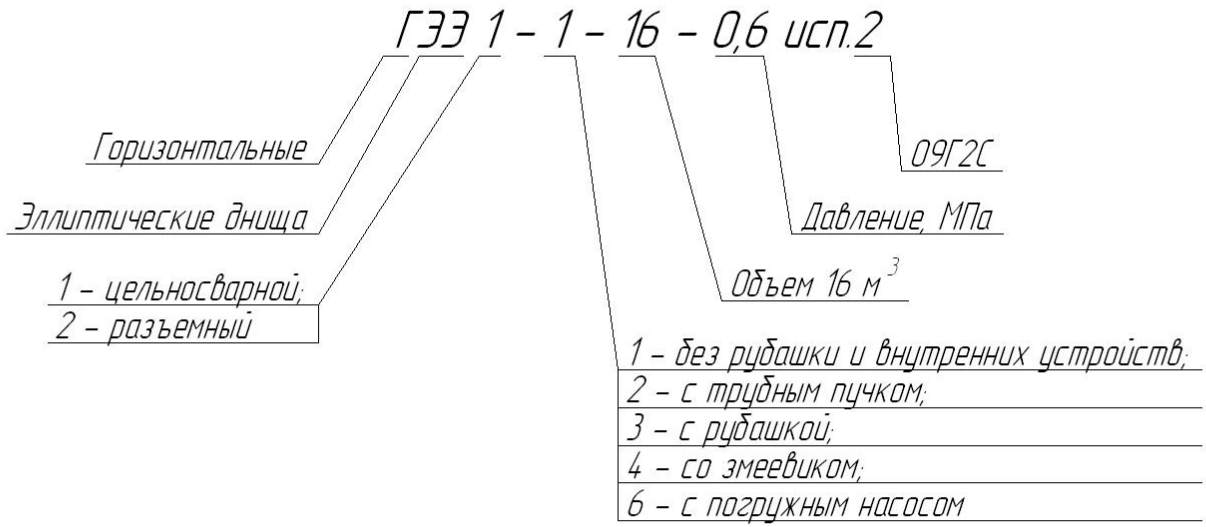 ГЭЭ 1 - 1 - 16 - 0,6 исп.2
Горизонтальные
09Г2С
Эллиптические днища
Давление, МПа
1 - цельносварной;
2 - разъемный
Объем 16 м³
1 - без рубашки и внутренних устройств;
2 - с трубным пучком;
3 - с рубашкой;
4 - со змеевиком;
6 - с погружным насосом